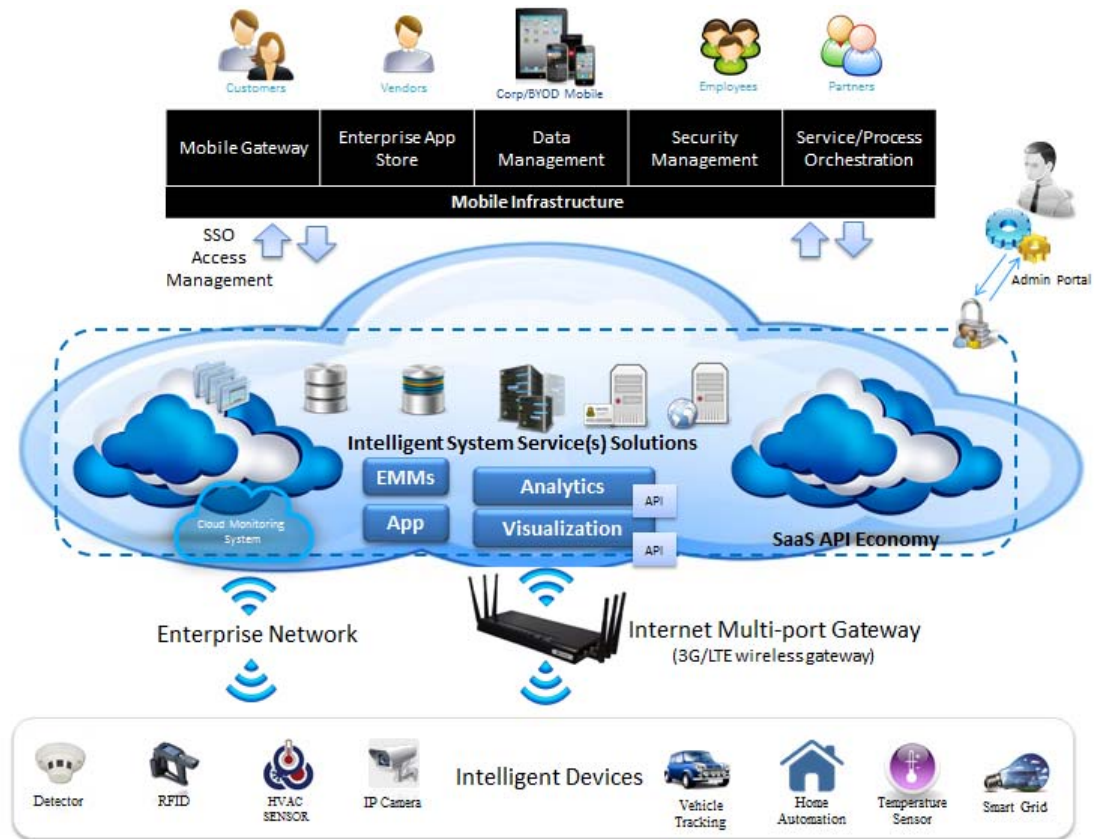 Customers
Vendors
Corp/BYOD Mobile
Employees
Partners
Mobile Gateway
Enterprise App
Store
Data
Management
Security
Management
Service/Process
Orchestration
Mobile Infrastructure
SSO
Access
Management
Admin Portal
Intelligent System Service(s) Solutions
EMMs
Analytics
API
App
Visualization
API
Cloud Monitoring
System
SaaS API Economy
Enterprise Network
Internet Multi-port Gateway
(3G/LTE wireless gateway)
Intelligent Devices
Detector
RFID
HVAC
SENSOR
IP Camera
Vehicle
Tracking
Home
Automation
Temperature
Sensor
Smart Grid